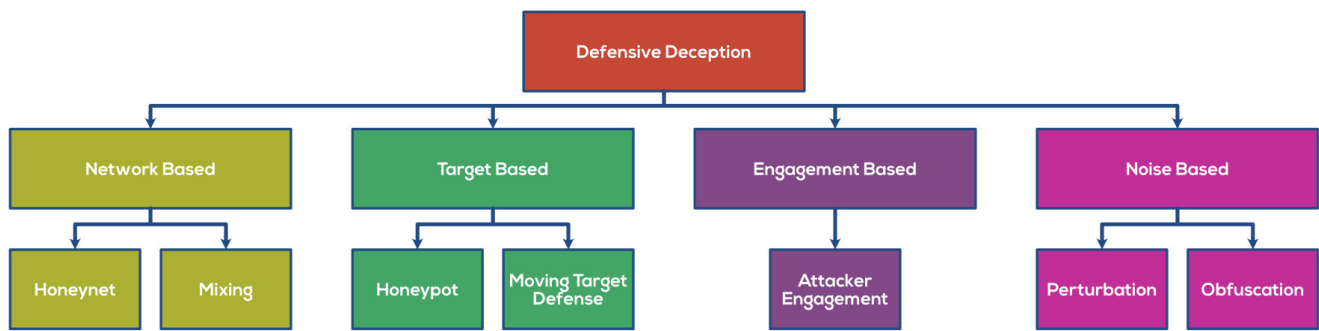 Defensive Deception
Network Based
Target Based
Engagement Based
Noise Based
Honeynet
Mixing
Honeypot
Moving Target
Defense
Attacker
Engagement
Perturbation
Obfuscation